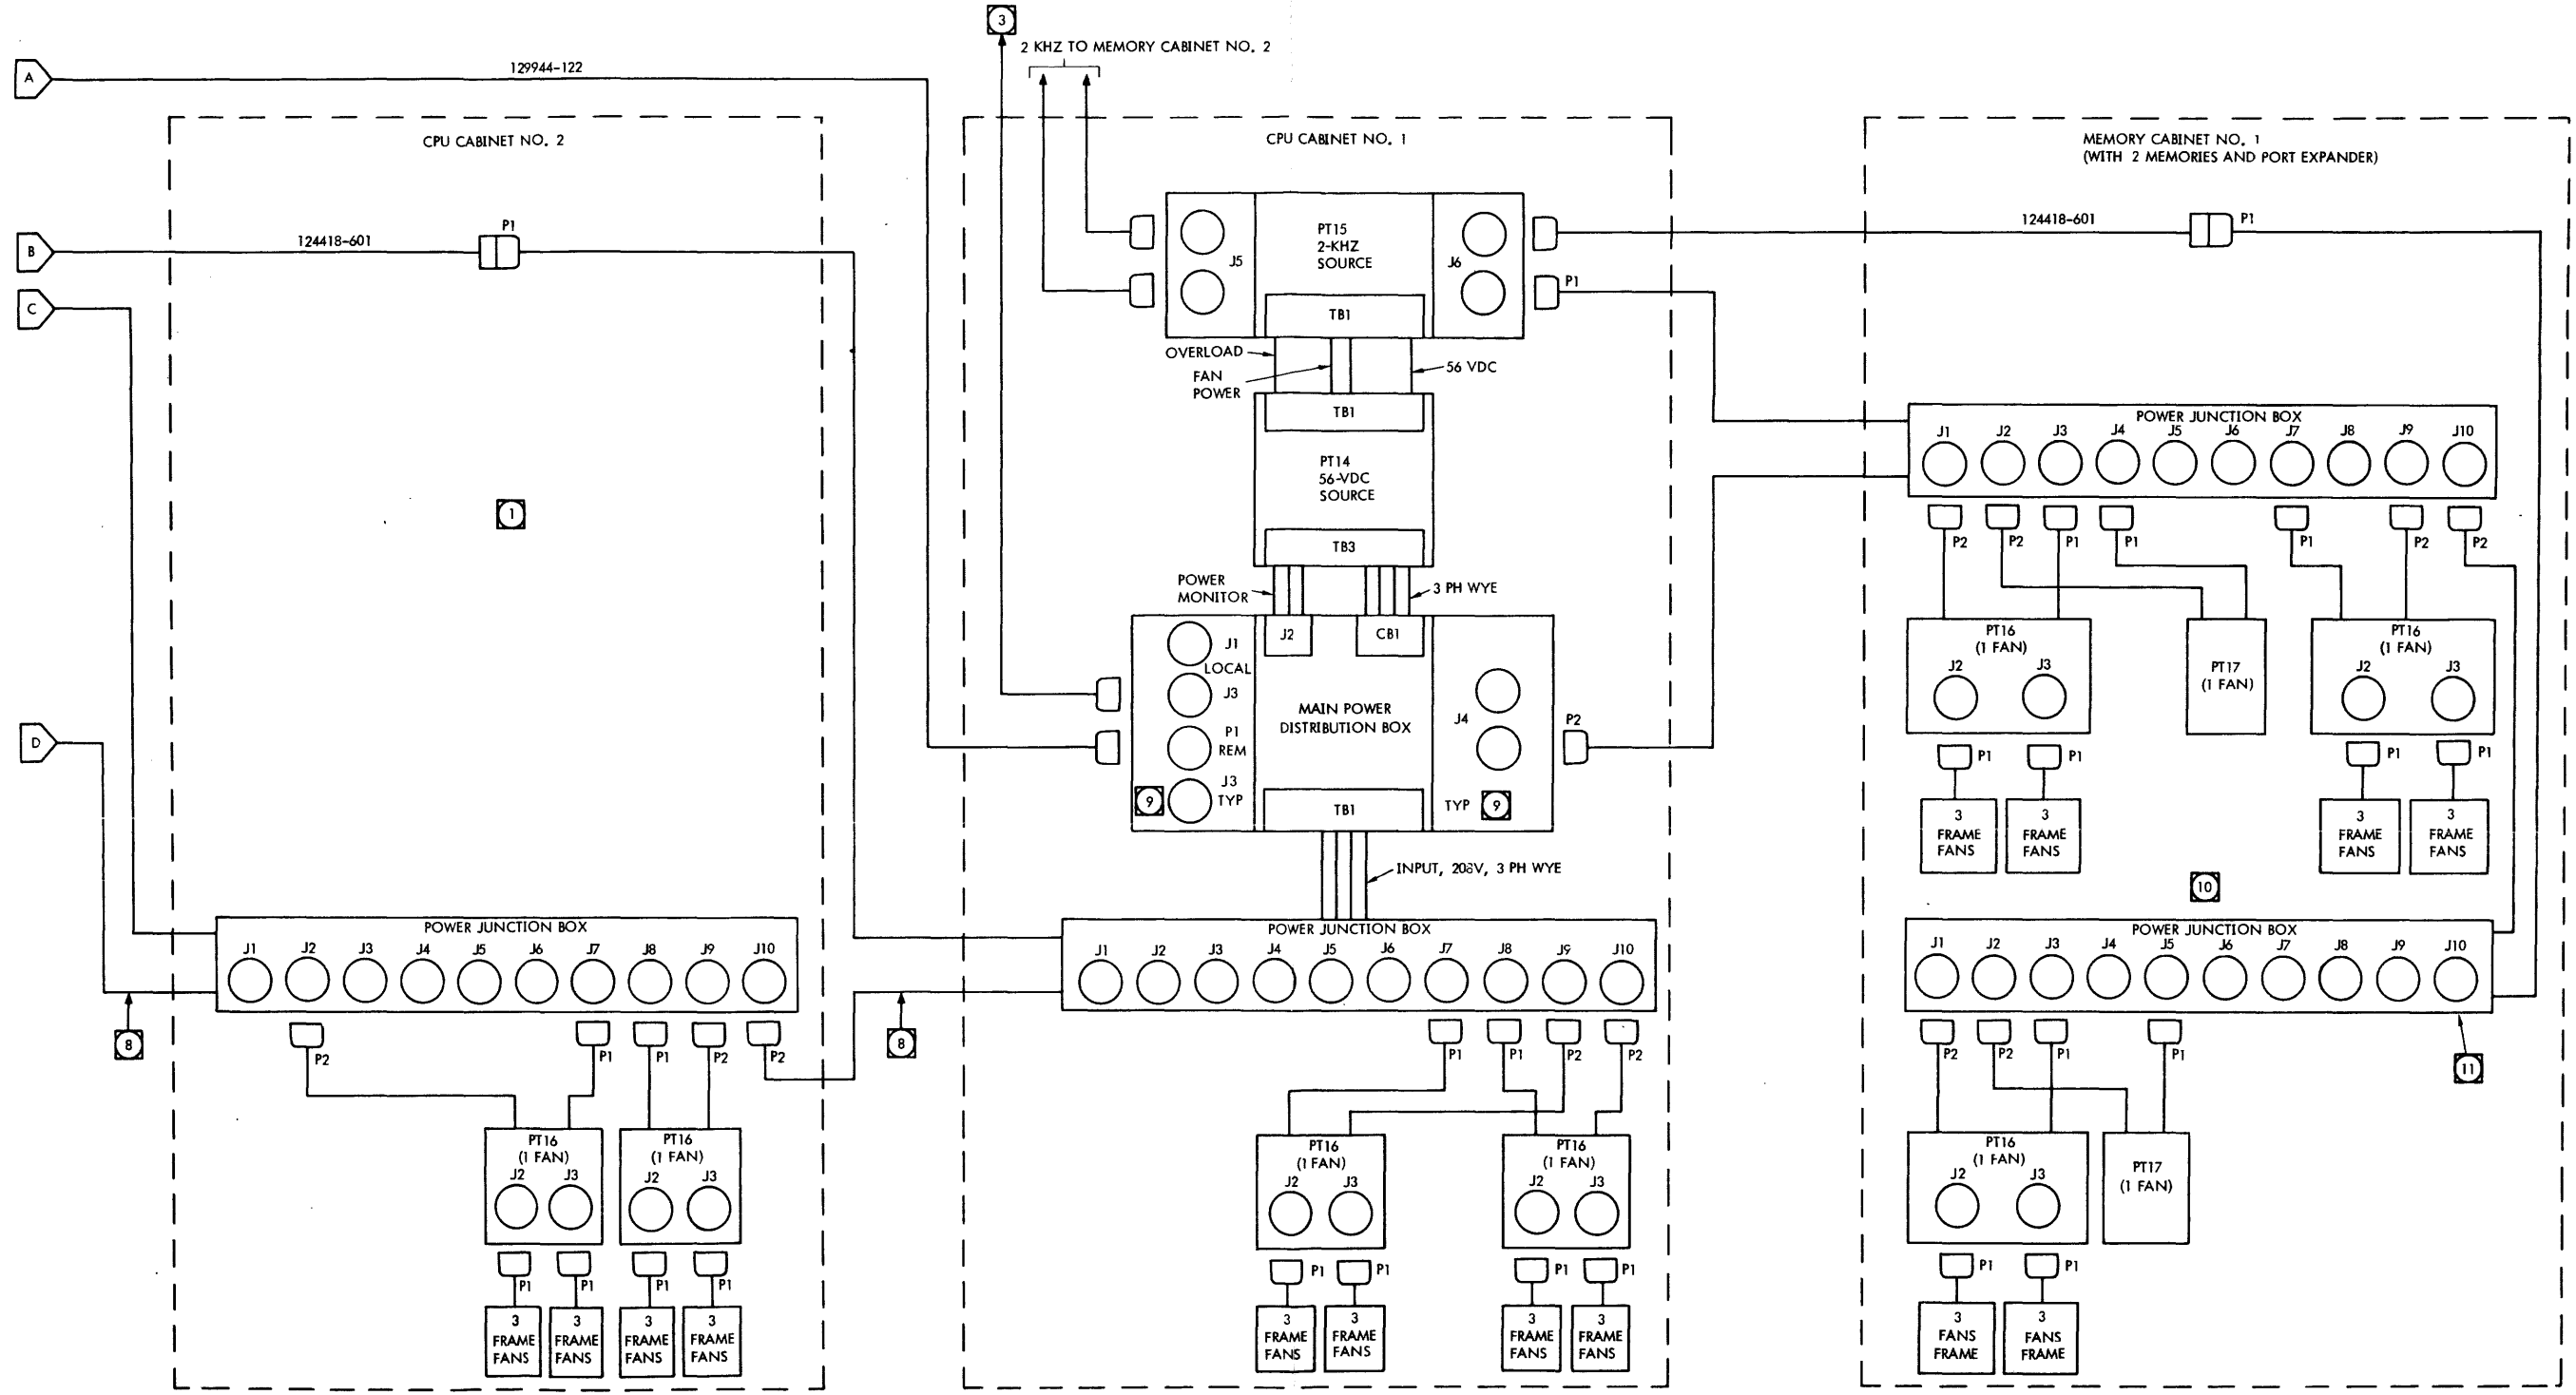 3
2 KHZ TO MEMORY CABINET NO. 2
A
129944-122
CPU CABINET NO. 2
B
124418-601
P1
C
1
D
8
POWER JUNCTION BOX
J1 J2 J3 J4 J5 J6 J7 J8 J9 J10
P2 P1 P1 P2 P2
PT16
(1 FAN)
J2 J3
PT16
(1 FAN)
J2 J3
P1 P1 P1 P1
3
FRAME
FANS
3
FRAME
FANS
3
FRAME
FANS
3
FRAME
FANS
8
CPU CABINET NO. 1
PT15
2-KHZ
SOURCE
J5
J6
P1
TB1
OVERLOAD
FAN
POWER
56 VDC
TB1
PT14
56-VDC
SOURCE
TB3
POWER
MONITOR
3 PH WYE
J2
CB1
J1
LOCAL
J3
P1
REM
J3
TYP
9
MAIN POWER
DISTRIBUTION BOX
J4
P2
TYP
9
TB1
INPUT, 208V, 3 PH WYE
POWER JUNCTION BOX
J1 J2 J3 J4 J5 J6 J7 J8 J9 J10
P1 P1 P2 P2
PT16
(1 FAN)
J2 J3
PT16
(1 FAN)
J2 J3
P1 P1 P1 P1
3
FRAME
FANS
3
FRAME
FANS
3
FRAME
FANS
3
FRAME
FANS
MEMORY CABINET NO. 1
(WITH 2 MEMORIES AND PORT EXPANDER)
124418-601
P1
POWER JUNCTION BOX
J1 J2 J3 J4 J5 J6 J7 J8 J9 J10
P2 P2 P1 P1 P1 P2 P2
PT16
(1 FAN)
J2 J3
PT17
(1 FAN)
PT16
(1 FAN)
J2 J3
P1 P1 P1 P1
3
FRAME
FANS
3
FRAME
FANS
3
FRAME
FANS
3
FRAME
FANS
10
POWER JUNCTION BOX
J1 J2 J3 J4 J5 J6 J7 J8 J9 J10
P2 P2 P1 P1
11
PT16
(1 FAN)
J2 J3
PT17
(1 FAN)
P1 P1
3
FANS
FRAME
3
FANS
FRAME